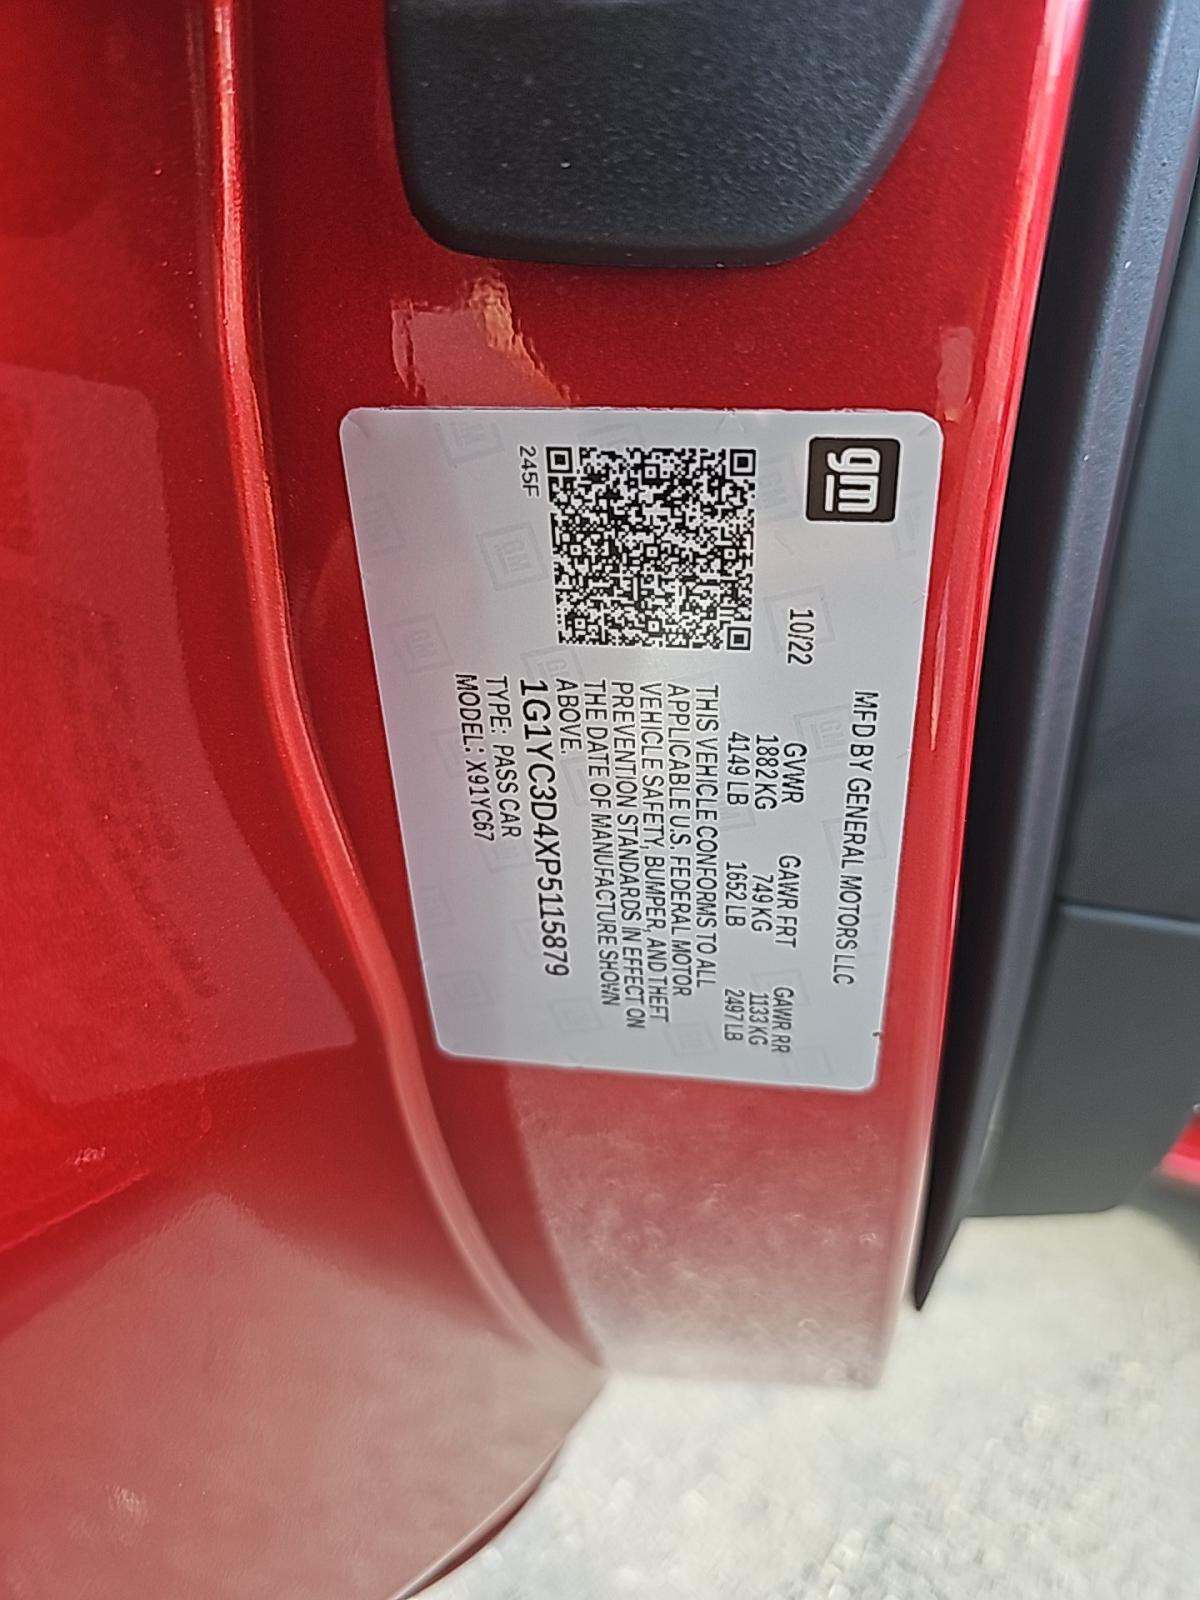 gm
MFD BY GENERAL MOTORS LLC
10/22
GVWR GAWR FRT GAWR RR
1882 KG 749 KG 1133 KG
4149 LB 1652 LB 2497 LB
THIS VEHICLE CONFORMS TO ALL
APPLICABLE U.S. FEDERAL MOTOR
VEHICLE SAFETY, BUMPER, AND THEFT
PREVENTION STANDARDS IN EFFECT ON
THE DATE OF MANUFACTURE SHOWN
ABOVE.
245F
1G1YC3D4XP5115879
TYPE: PASS CAR
MODEL: X91YC67